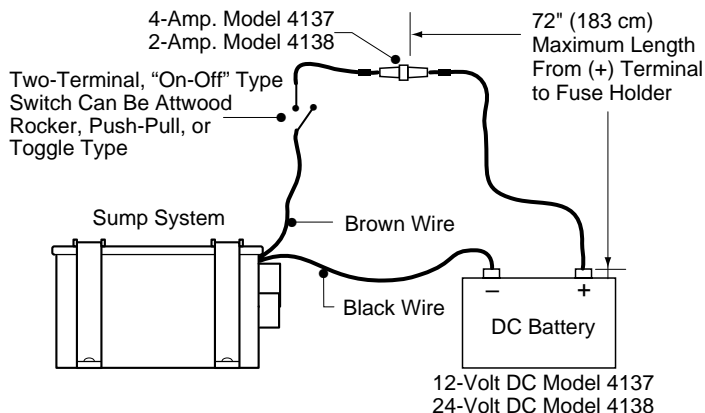 4-Amp. Model 4137
2-Amp. Model 4138
72" (183 cm)
Maximum Length
From (+) Terminal
to Fuse Holder
Two-Terminal, “On-Off” Type
Switch Can Be Attwood
Rocker, Push-Pull, or
Toggle Type
Sump System
Brown Wire
Black Wire
– +
DC Battery
12-Volt DC Model 4137
24-Volt DC Model 4138